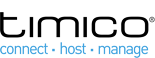 timico®
connect · host · manage